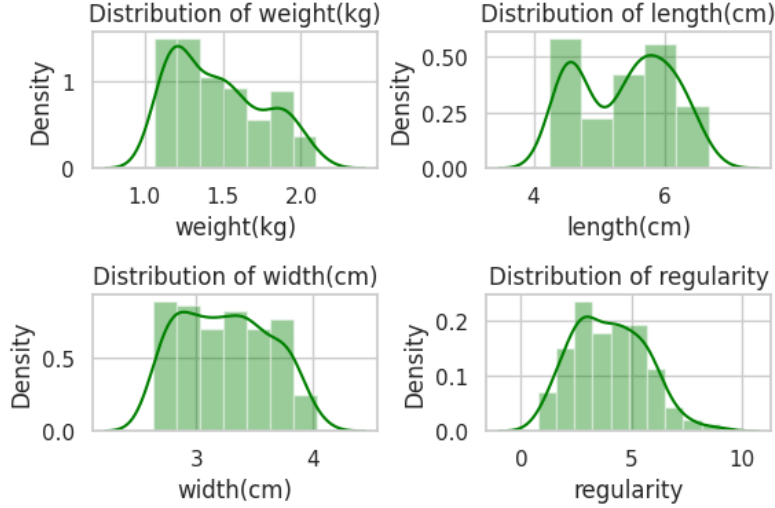 Distribution of weight(kg)
Density
1
0
1.0 1.5 2.0
weight(kg)
Distribution of length(cm)
Density
0.50
0.25
0.00
4 6
length(cm)
Distribution of width(cm)
Density
0.5
0.0
3 4
width(cm)
Distribution of regularity
Density
0.2
0.1
0.0
0 5 10
regularity